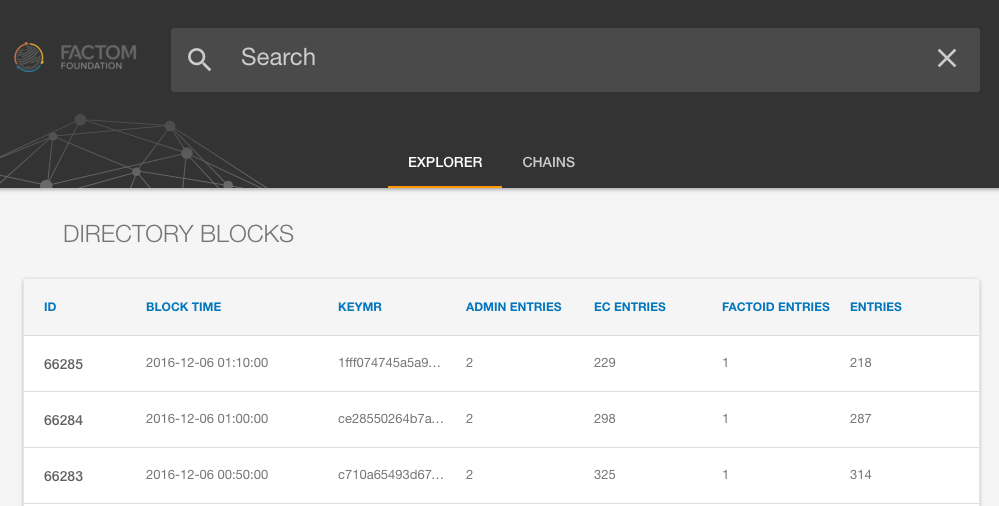 FACTOM
FOUNDATION
Search
EXPLORER CHAINS
DIRECTORY BLOCKS
ID BLOCK TIME KEYMR ADMIN ENTRIES EC ENTRIES FACTOID ENTRIES ENTRIES
66285 2016-12-06 01:10:00 1fff074745a5a9... 2 229 1 218
66284 2016-12-06 01:00:00 ce28550264b7a... 2 298 1 287
66283 2016-12-06 00:50:00 c710a65493d67... 2 325 1 314